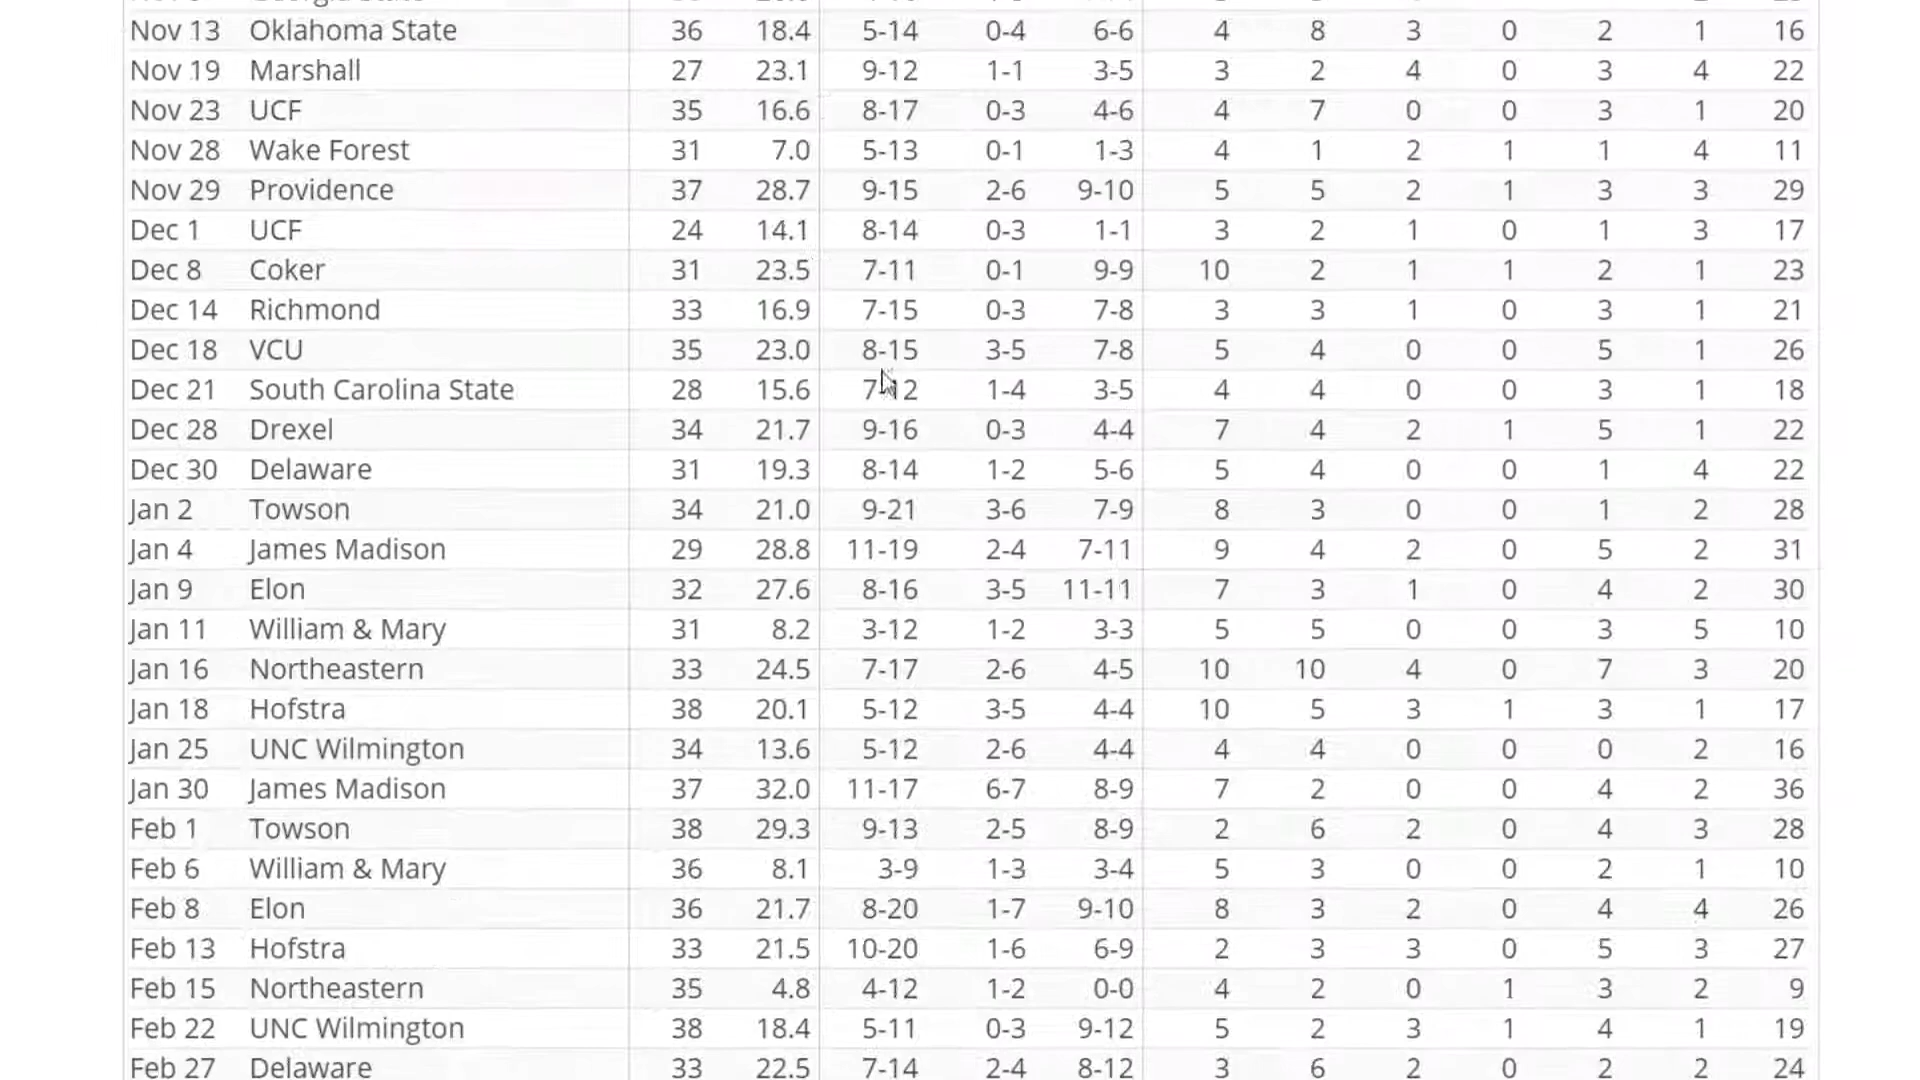 Nov 13 Oklahoma State 36 18.4 5-14 0-4 6-6 4 8 3 0 2 1 16
Nov 19 Marshall 27 23.1 9-12 1-1 3-5 3 2 4 0 3 4 22
Nov 23 UCF 35 16.6 8-17 0-3 4-6 4 7 0 0 3 1 20
Nov 28 Wake Forest 31 7.0 5-13 0-1 1-3 4 1 2 1 1 4 11
Nov 29 Providence 37 28.7 9-15 2-6 9-10 5 5 2 1 3 3 29
Dec 1 UCF 24 14.1 8-14 0-3 1-1 3 2 1 0 1 3 17
Dec 8 Coker 31 23.5 7-11 0-1 9-9 10 2 1 1 2 1 23
Dec 14 Richmond 33 16.9 7-15 0-3 7-8 3 3 1 0 3 1 21
Dec 18 VCU 35 23.0 8-15 3-5 7-8 5 4 0 0 5 1 26
Dec 21 South Carolina State 28 15.6 7-12 1-4 3-5 4 4 0 0 3 1 18
Dec 28 Drexel 34 21.7 9-16 0-3 4-4 7 4 2 1 5 1 22
Dec 30 Delaware 31 19.3 8-14 1-2 5-6 5 4 0 0 1 4 22
Jan 2 Towson 34 21.0 9-21 3-6 7-9 8 3 0 0 1 2 28
Jan 4 James Madison 29 28.8 11-19 2-4 7-11 9 4 2 0 5 2 31
Jan 9 Elon 32 27.6 8-16 3-5 11-11 7 3 1 0 4 2 30
Jan 11 William & Mary 31 8.2 3-12 1-2 3-3 5 5 0 0 3 5 10
Jan 16 Northeastern 33 24.5 7-17 2-6 4-5 10 10 4 0 7 3 20
Jan 18 Hofstra 38 20.1 5-12 3-5 4-4 10 5 3 1 3 1 17
Jan 25 UNC Wilmington 34 13.6 5-12 2-6 4-4 4 4 0 0 0 2 16
Jan 30 James Madison 37 32.0 11-17 6-7 8-9 7 2 0 0 4 2 36
Feb 1 Towson 38 29.3 9-13 2-5 8-9 2 6 2 0 4 3 28
Feb 6 William & Mary 36 8.1 3-9 1-3 3-4 5 3 0 0 2 1 10
Feb 8 Elon 36 21.7 8-20 1-7 9-10 8 3 2 0 4 4 26
Feb 13 Hofstra 33 21.5 10-20 1-6 6-9 2 3 3 0 5 3 27
Feb 15 Northeastern 35 4.8 4-12 1-2 0-0 4 2 0 1 3 2 9
Feb 22 UNC Wilmington 38 18.4 5-11 0-3 9-12 5 2 3 1 4 1 19
Feb 27 Delaware 33 22.5 7-14 2-4 8-12 3 6 2 0 2 2 24